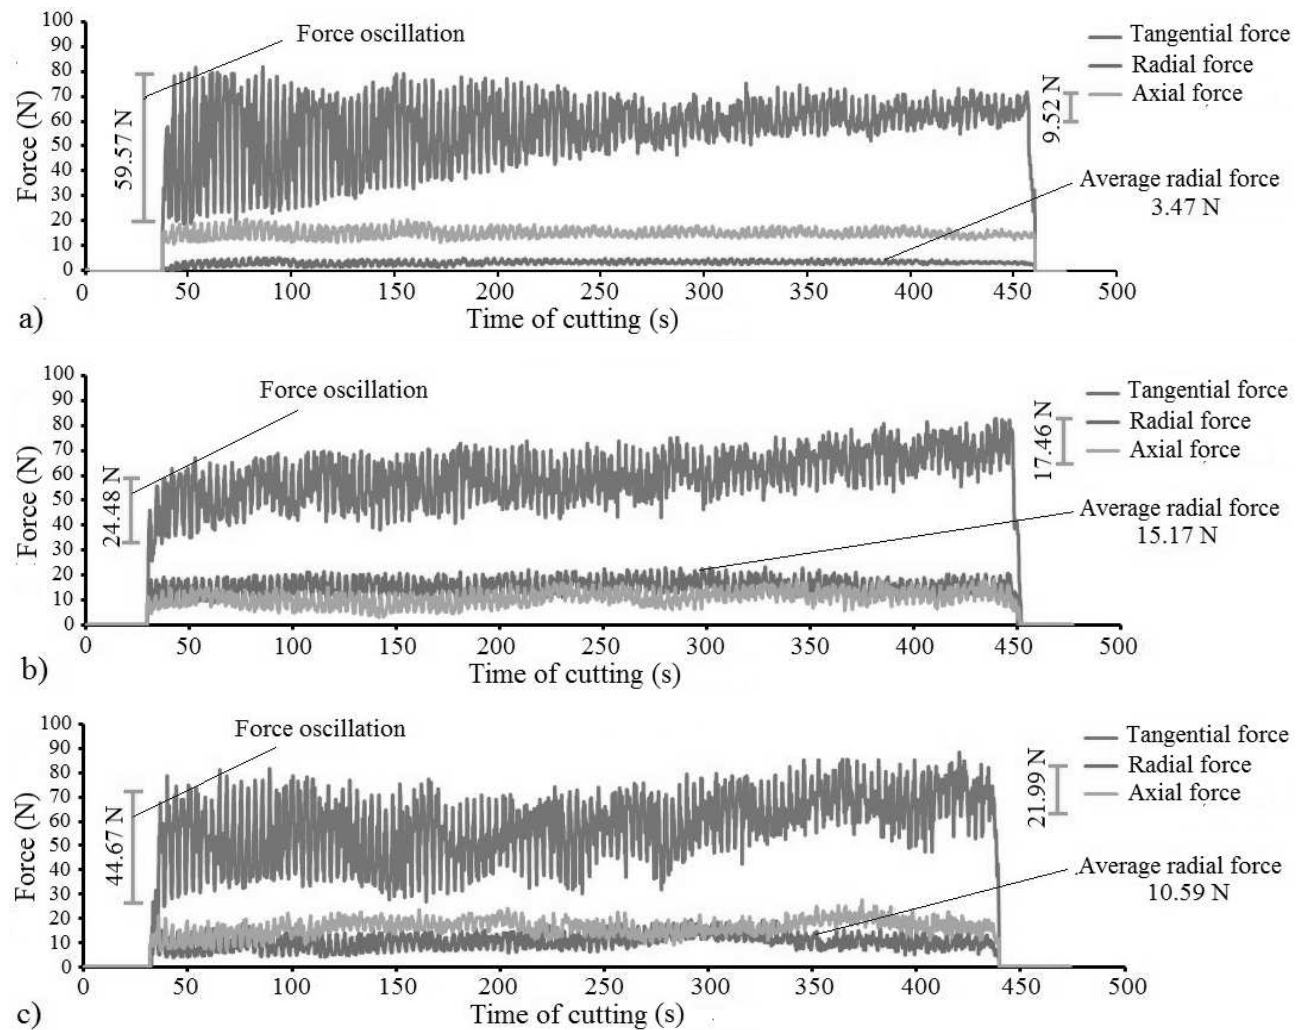 100
90
80
70
60
50
40
30
20
10
0
Force (N)
Force oscillation
59.57 N
9.52 N
Tangential force
Radial force
Axial force
Average radial force
3.47 N
0 50 100 150 200 250 300 350 400 450 500
Time of cutting (s)
a)
100
90
80
70
60
50
40
30
20
10
0
Force (N)
Force oscillation
24.48 N
17.46 N
Tangential force
Radial force
Axial force
Average radial force
15.17 N
0 50 100 150 200 250 300 350 400 450 500
Time of cutting (s)
b)
100
90
80
70
60
50
40
30
20
10
0
Force (N)
Force oscillation
44.67 N
21.99 N
Tangential force
Radial force
Axial force
Average radial force
10.59 N
0 50 100 150 200 250 300 350 400 450 500
Time of cutting (s)
c)